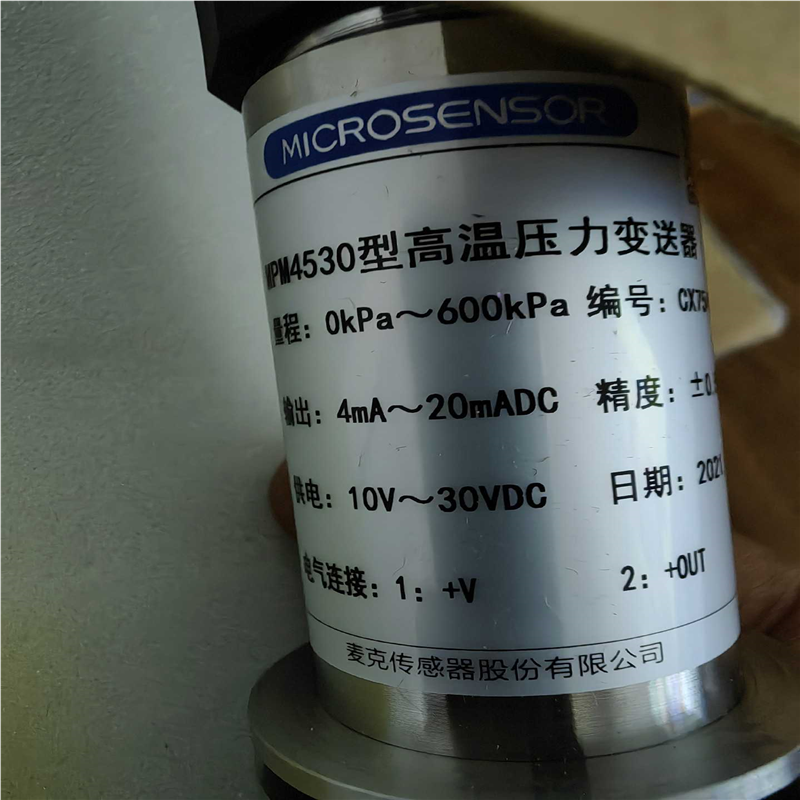 MICROSENSOR
MPM4530型高温压力变送器
量程：0kPa～600kPa 编号：CX75
输出：4mA～20mADC 精度：±0.
供电：10V～30VDC 日期：2021
电气连接：1：+V 2：+OUT
麦克传感器股份有限公司